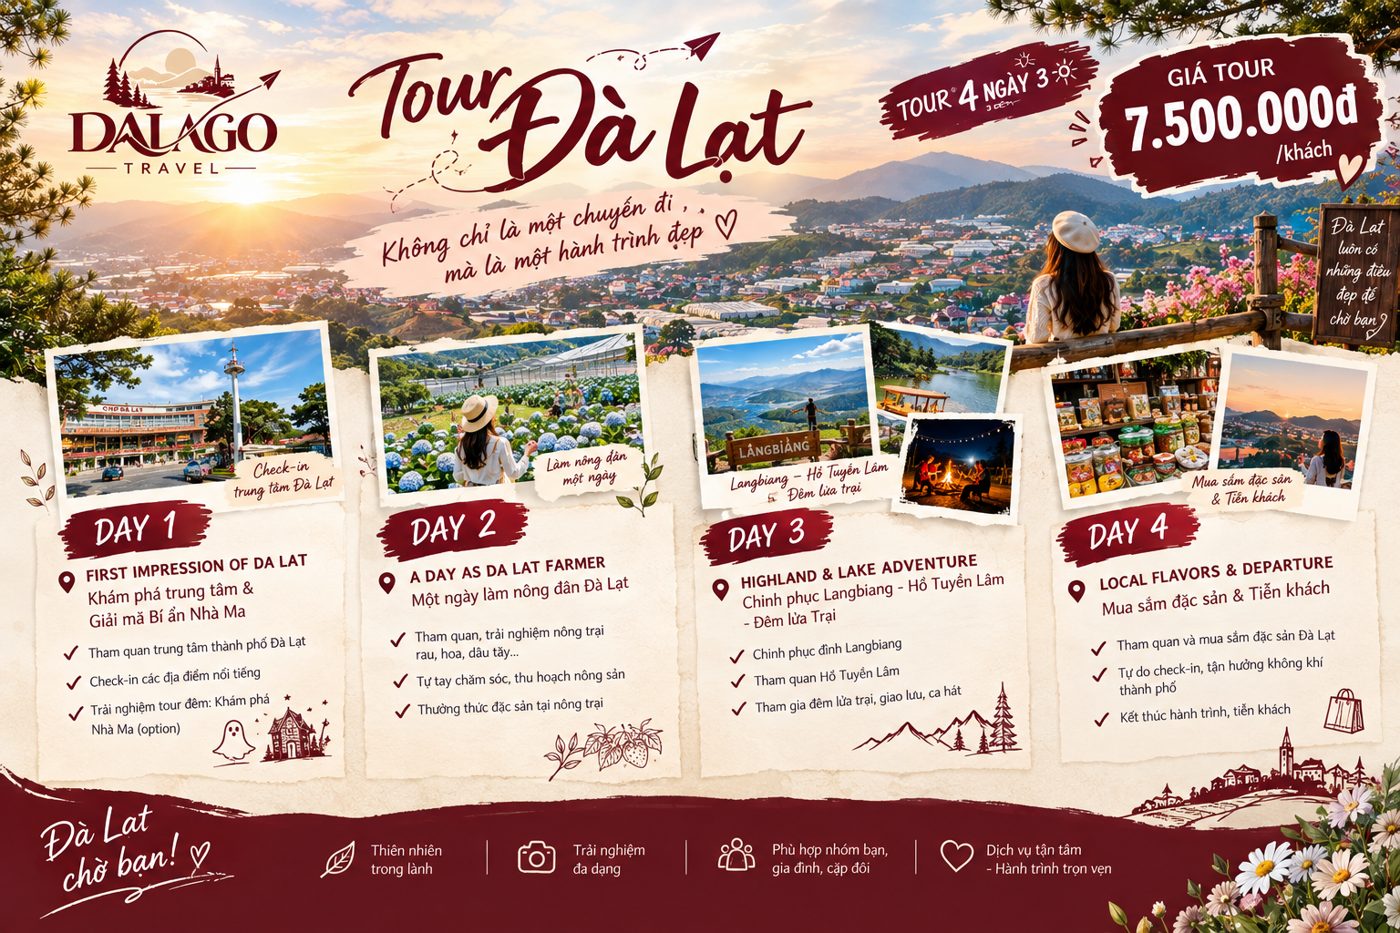 DALAGO
TRAVEL
Tour Đà Lạt
Không chỉ là một chuyến đi,
mà là một hành trình đẹp
TOUR 4 NGÀY 3
3 ĐÊM
GIÁ TOUR
7.500.000đ
/khách
Đà Lạt
luôn có
những điều
đẹp để
chờ bạn
CHỢ ĐÀ LẠT
Check-in
trung tâm Đà Lạt
DAY 1
FIRST IMPRESSION OF DA LAT
Khám phá trung tâm &
Giải mã Bí ẩn Nhà Ma
Tham quan trung tâm thành phố Đà Lạt
Check-in các địa điểm nổi tiếng
Trải nghiệm tour đêm: Khám phá
Nhà Ma (option)
Làm nông dân
một ngày
DAY 2
A DAY AS DA LAT FARMER
Một ngày làm nông dân Đà Lạt
Tham quan, trải nghiệm nông trại
rau, hoa, dâu tây...
Tự tay chăm sóc, thu hoạch nông sản
Thưởng thức đặc sản tại nông trại
LANGBIANG
Langbiang – Hồ Tuyền Lâm
Đêm lửa trại
DAY 3
HIGHLAND & LAKE ADVENTURE
Chinh phục Langbiang - Hồ Tuyền Lâm
- Đêm lửa Trại
Chinh phục đỉnh Langbiang
Tham quan Hồ Tuyền Lâm
Tham gia đêm lửa trại, giao lưu, ca hát
Mua sắm đặc sản
& Tiễn khách
DAY 4
LOCAL FLAVORS & DEPARTURE
Mua sắm đặc sản & Tiễn khách
Tham quan và mua sắm đặc sản Đà Lạt
Tự do check-in, tận hưởng không khí
thành phố
Kết thúc hành trình, tiễn khách
Đà Lạt
chờ bạn!
Thiên nhiên
trong lành
Trải nghiệm
đa dạng
Phù hợp nhóm bạn,
gia đình, cặp đôi
Dịch vụ tận tâm
- Hành trình trọn vẹn